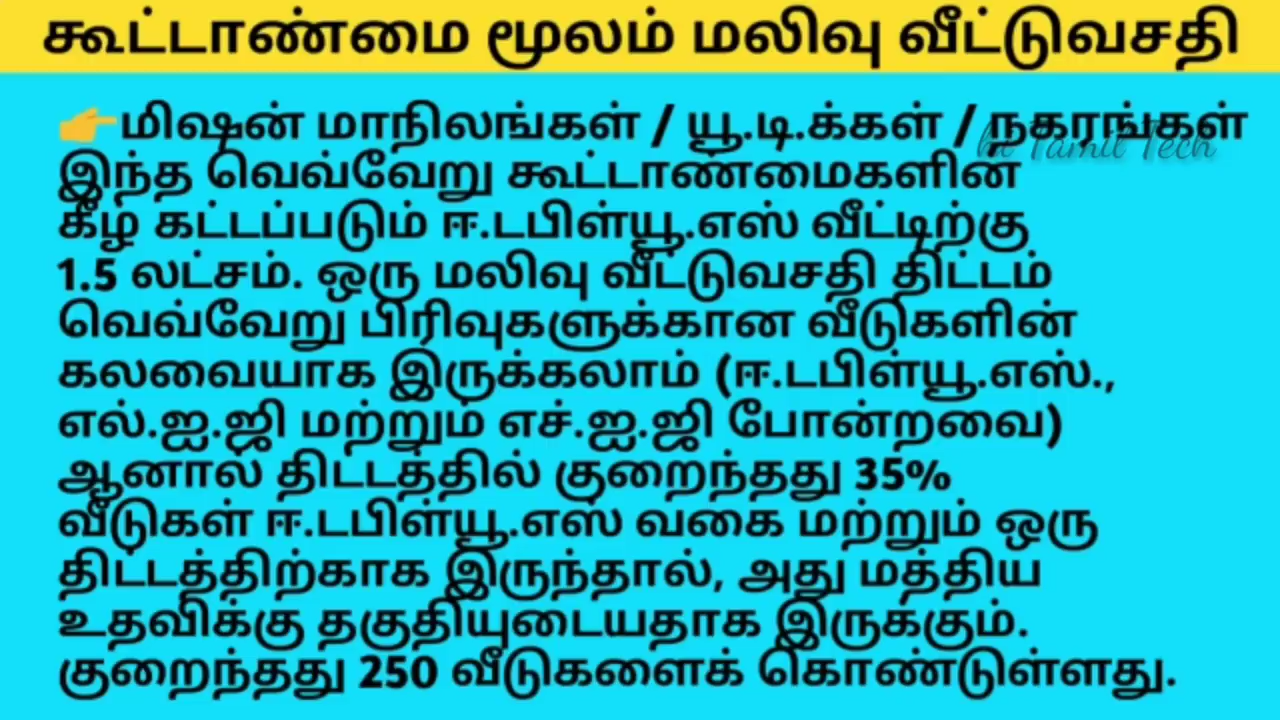 கூட்டாண்மை மூலம் மலிவு வீட்டுவசதி
👉மிஷன் மாநிலங்கள் / யூ.டி.க்கள் / நகரங்கள்
இந்த வெவ்வேறு கூட்டாண்மைகளின்
கீழ் கட்டப்படும் ஈ.டபிள்யூ.எஸ் வீட்டிற்கு
1.5 லட்சம். ஒரு மலிவு வீட்டுவசதி திட்டம்
வெவ்வேறு பிரிவுகளுக்கான வீடுகளின்
கலவையாக இருக்கலாம் (ஈ.டபிள்யூ.எஸ்.,
எல்.ஐ.ஜி மற்றும் எச்.ஐ.ஜி போன்றவை)
ஆனால் திட்டத்தில் குறைந்தது 35%
வீடுகள் ஈ.டபிள்யூ.எஸ் வகை மற்றும் ஒரு
திட்டத்திற்காக இருந்தால், அது மத்திய
உதவிக்கு தகுதியுடையதாக இருக்கும்.
குறைந்தது 250 வீடுகளைக் கொண்டுள்ளது.
Tamil Tech